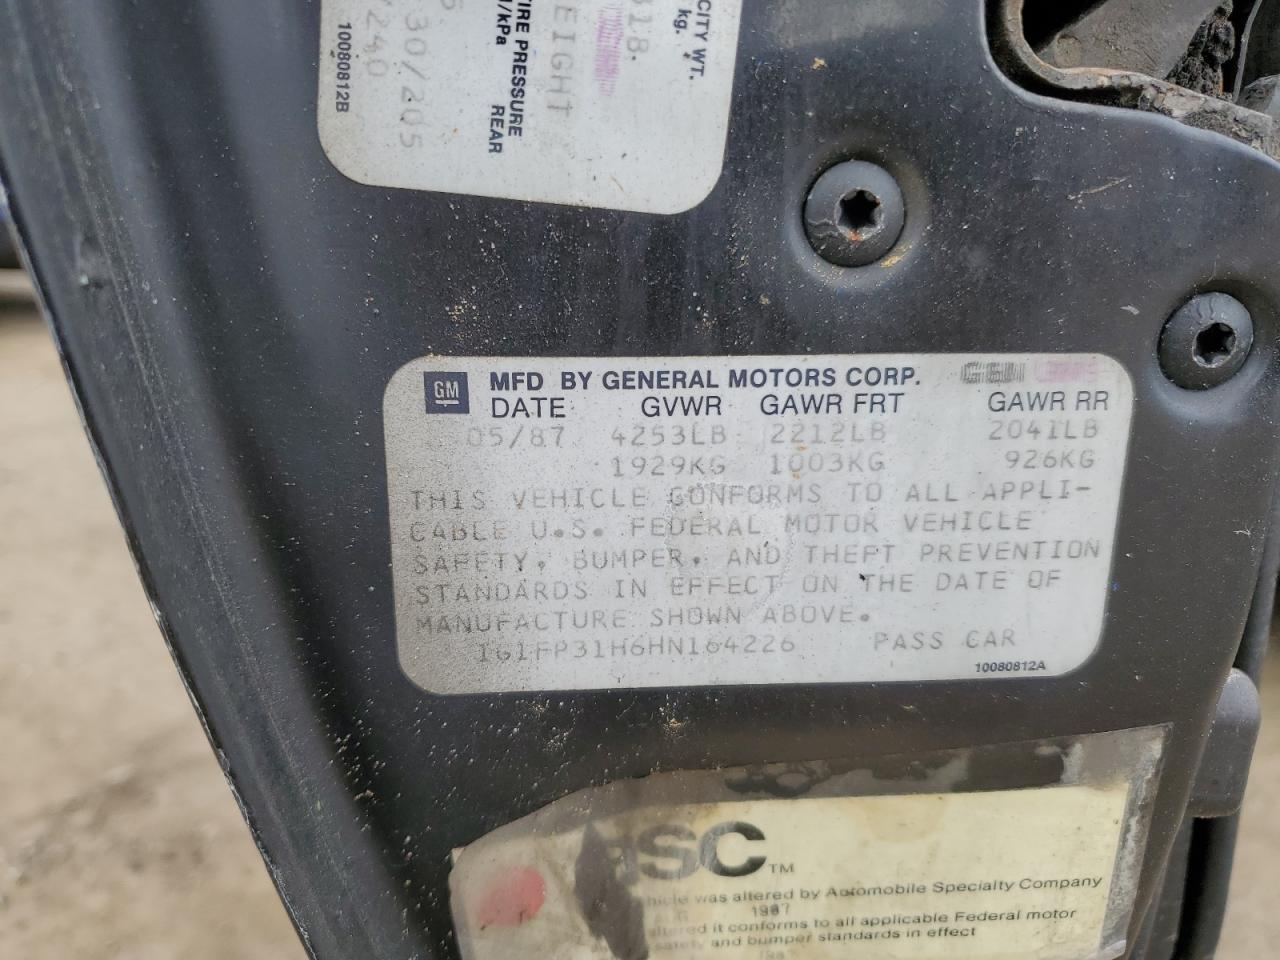 CITY WT.
kg.
318.
EIGHT
TIRE PRESSURE
/kPa
REAR
30/205
240
10080812B
GM
MFD BY GENERAL MOTORS CORP.
DATE GVWR GAWR FRT GAWR RR
05/87 4253LB 2212LB 2041LB
1929KG 1003KG 926KG
THIS VEHICLE CONFORMS TO ALL APPLI-
CABLE U.S. FEDERAL MOTOR VEHICLE
SAFETY, BUMPER, AND THEFT PREVENTION
STANDARDS IN EFFECT ON THE DATE OF
MANUFACTURE SHOWN ABOVE.
1G1FP31H6HN164226 PASS CAR
10080812A
ASC TM
hicle was altered by Automobile Specialty Company
1987
altered it conforms to all applicable Federal motor
safety and bumper standards in effect